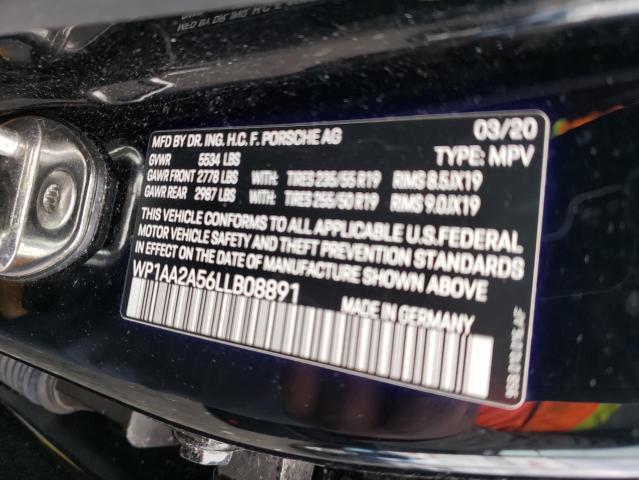 MFD BY DR. ING. H.C. F. PORSCHE AG 03/20
GVWR 5534 LBS TYPE: MPV
GAWR FRONT 2778 LBS WITH: TIRES 235/55 R19 RIMS 8.5JX19
GAWR REAR 2987 LBS WITH: TIRES 255/50 R19 RIMS 9.0JX19
THIS VEHICLE CONFORMS TO ALL APPLICABLE U.S. FEDERAL
MOTOR VEHICLE SAFETY AND THEFT PREVENTION STANDARDS
IN EFFECT ON THE DATE OF MANUFACTURE SHOWN ABOVE
WP1AA2A56LLB08891 MADE IN GERMANY